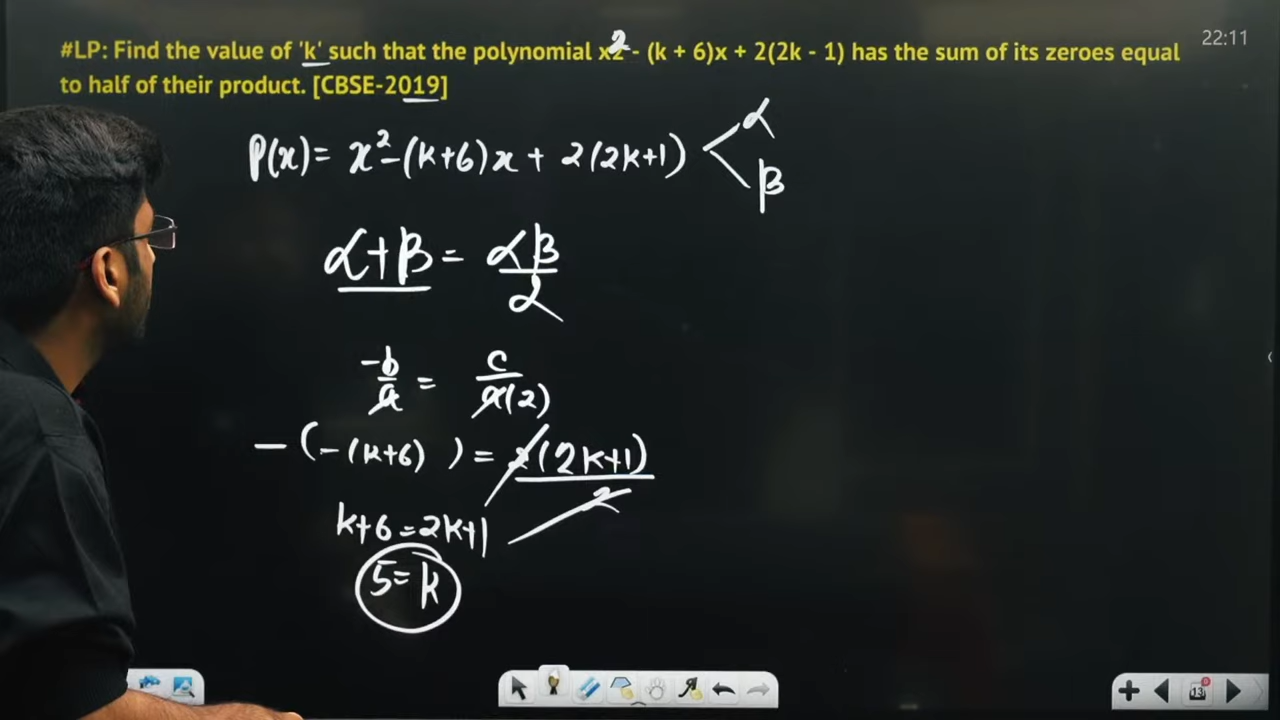 22:11
#LP: Find the value of 'k' such that the polynomial x2 - (k + 6)x + 2(2k - 1) has the sum of its zeroes equal
to half of their product. [CBSE-2019]
P(x) = x² - (k+6)x + 2(2k+1) < α
β
α+β = αβ/2
-b/a = c/a(2)
-(-(k+6)) = 2(2k+1)/2
k+6 = 2k+1
5 = k
13